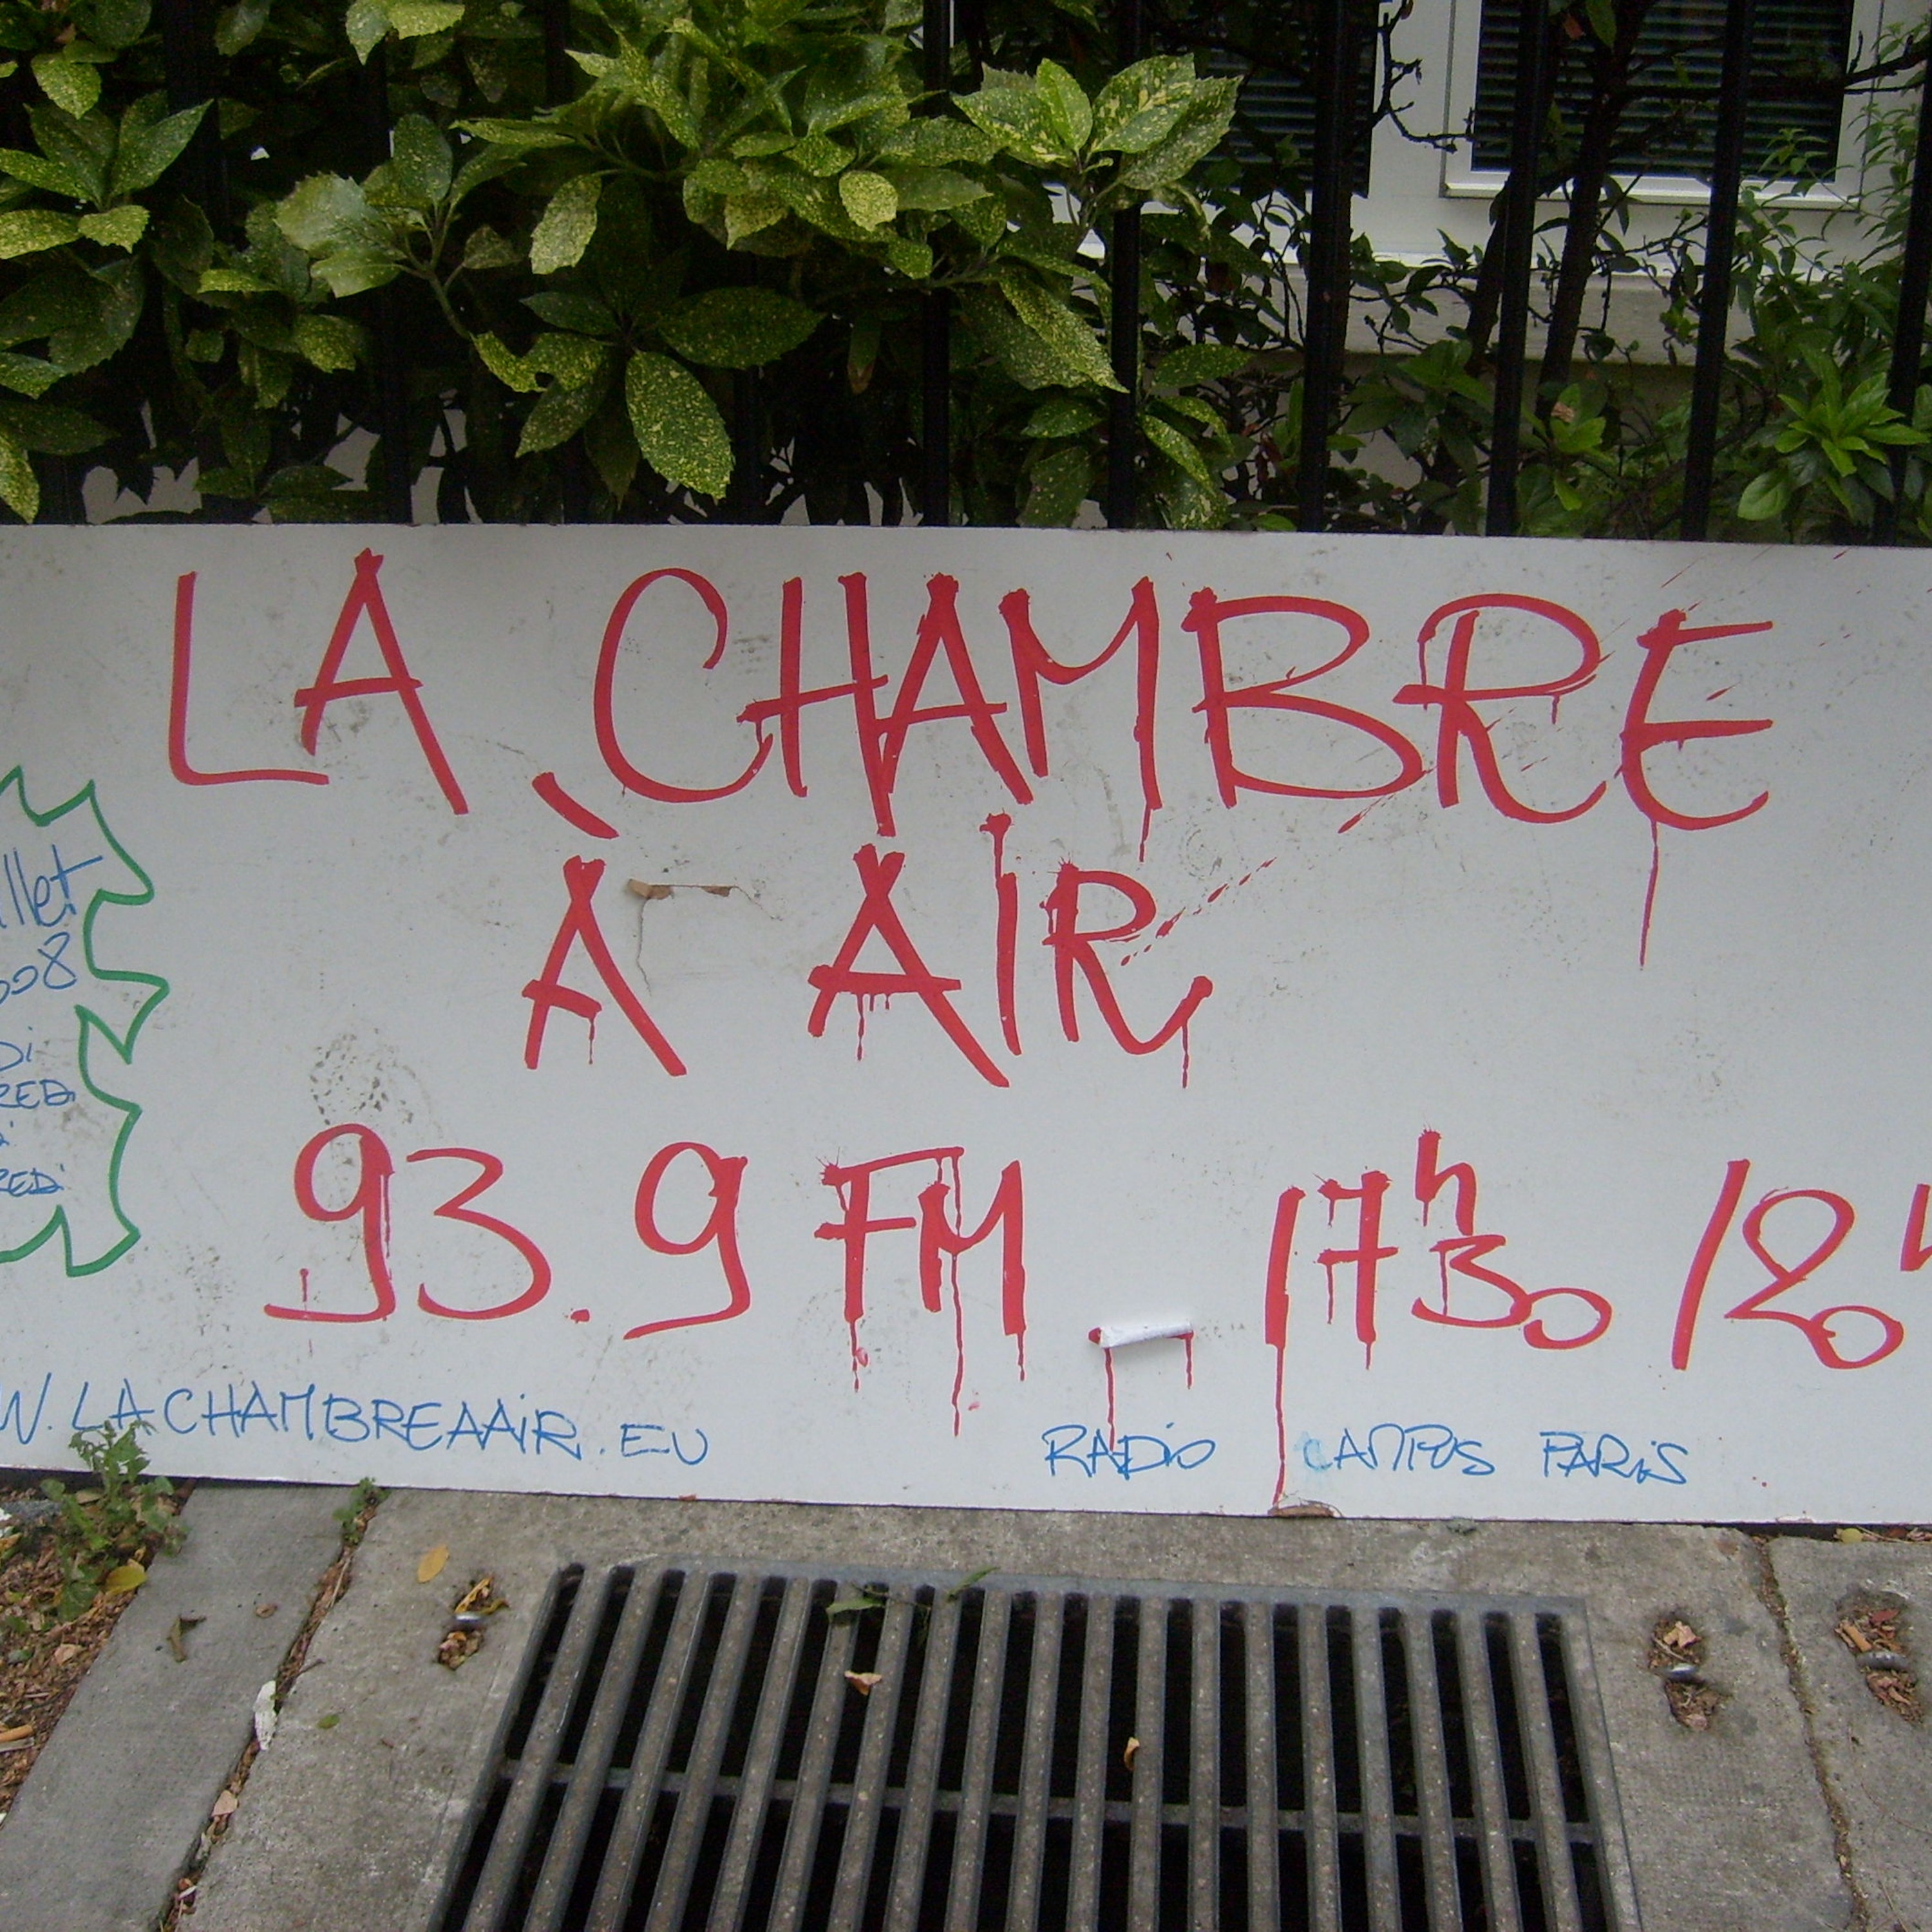 LA CHAMBRE
À AIR
93.9 FM _ 17h30 / 20h
.LACHAMBREAAIR.EU
RADIO CAMPUS PARIS